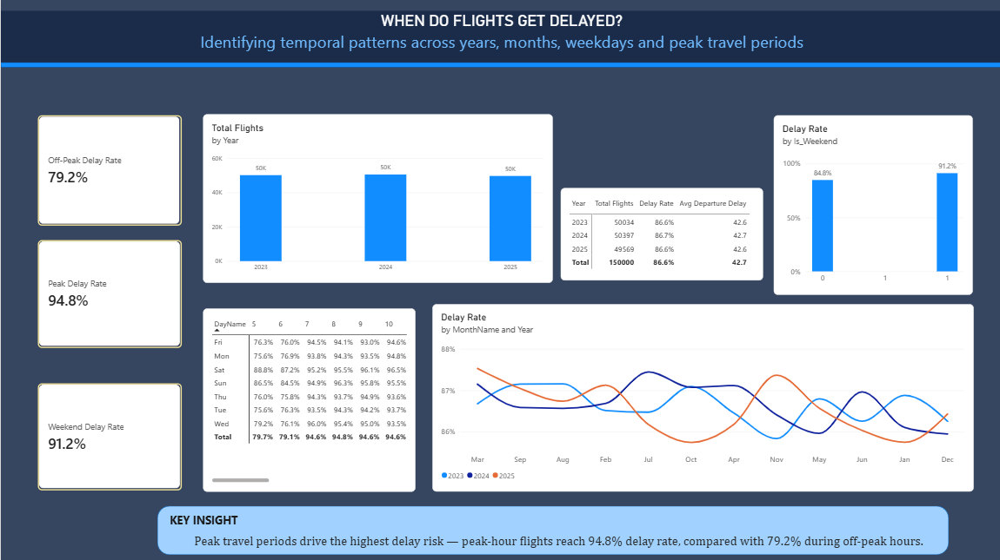 WHEN DO FLIGHTS GET DELAYED?
Identifying temporal patterns across years, months, weekdays and peak travel periods
Off-Peak Delay Rate
79.2%
Peak Delay Rate
94.8%
Weekend Delay Rate
91.2%
Total Flights
by Year
60K
40K
20K
0K
50K 50K 50K
2023 2024 2025
Year Total Flights Delay Rate Avg Departure Delay
2023 50034 86.6% 42.6
2024 50397 86.7% 42.7
2025 49569 86.6% 42.6
Total 150000 86.6% 42.7
Delay Rate
by Is_Weekend
100%
50%
0%
84.8% 91.2%
0 1 1
DayName 5 6 7 8 9 10
Fri 76.3% 76.0% 94.5% 94.1% 93.0% 94.6%
Mon 75.6% 76.9% 93.8% 94.3% 93.5% 94.8%
Sat 88.8% 87.2% 95.2% 95.5% 96.1% 96.5%
Sun 86.5% 84.5% 94.9% 96.3% 95.8% 95.5%
Thu 76.0% 75.8% 94.3% 93.7% 94.9% 93.6%
Tue 75.6% 76.3% 93.5% 94.3% 94.2% 93.7%
Wed 79.2% 76.1% 96.0% 95.4% 95.0% 93.5%
Total 79.7% 79.1% 94.6% 94.8% 94.6% 94.6%
Delay Rate
by MonthName and Year
88%
87%
86%
Mar Sep Aug Feb Jul Oct Apr Nov May Jun Jan Dec
2023 2024 2025
KEY INSIGHT
Peak travel periods drive the highest delay risk — peak-hour flights reach 94.8% delay rate, compared with 79.2% during off-peak hours.